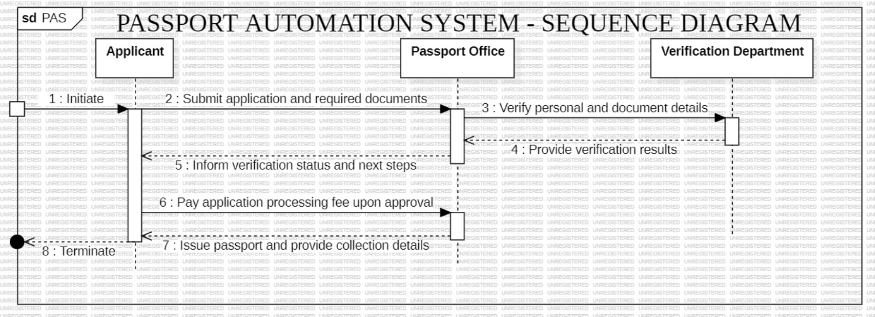 sd PAS
PASSPORT AUTOMATION SYSTEM - SEQUENCE DIAGRAM
Applicant
Passport Office
Verification Department
1 : Initiate
2 : Submit application and required documents
3 : Verify personal and document details
4 : Provide verification results
5 : Inform verification status and next steps
6 : Pay application processing fee upon approval
7 : Issue passport and provide collection details
8 : Terminate
UNREGISTERED